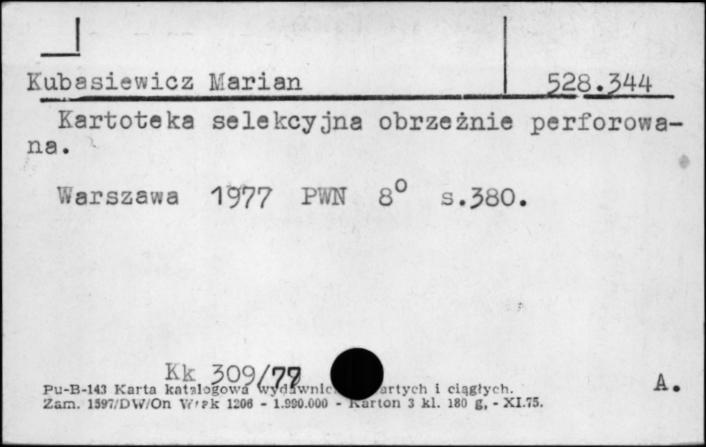 Kubasiewicz Marian 528.344
Kartoteka selekcyjna obrzeżnie perforowa-
na.
Warszawa 1977 PWN 8° s.380.
Kk 309/77
A.
Pu-B-143 Karta katalogowa wydawnic artych i ciągłych.
Zam. 1597/DW/On 1206 - 1.990.000 - Karton 3 kl. 180 g, - XI.75.